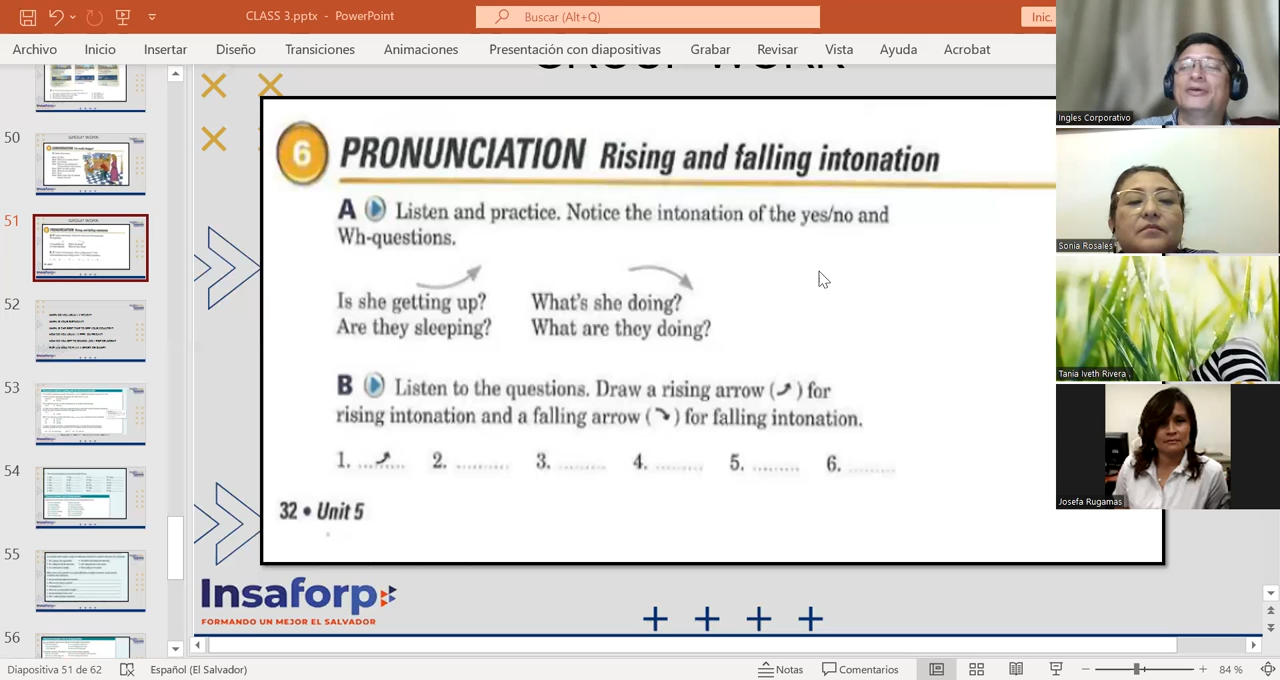 CLASS 3.pptx - PowerPoint
Buscar (Alt+Q)
Inic.
Archivo Inicio Insertar Diseño Transiciones Animaciones Presentación con diapositivas Grabar Revisar Vista Ayuda Acrobat
50
51
52
53
54
55
56
GROUP WORK
6 PRONUNCIATION Rising and falling intonation
A Listen and practice. Notice the intonation of the yes/no and
Wh-questions.
Is she getting up? What's she doing?
Are they sleeping? What are they doing?
B Listen to the questions. Draw a rising arrow ( ) for
rising intonation and a falling arrow ( ) for falling intonation.
1. 2. 3. 4. 5. 6.
32 • Unit 5
Insaforp
FORMANDO UN MEJOR EL SALVADOR
Ingles Corporativo
Sonia Rosales
Tania Iveth Rivera
Josefa Rugamas
Diapositiva 51 de 62 Español (El Salvador) Notas Comentarios 84 %